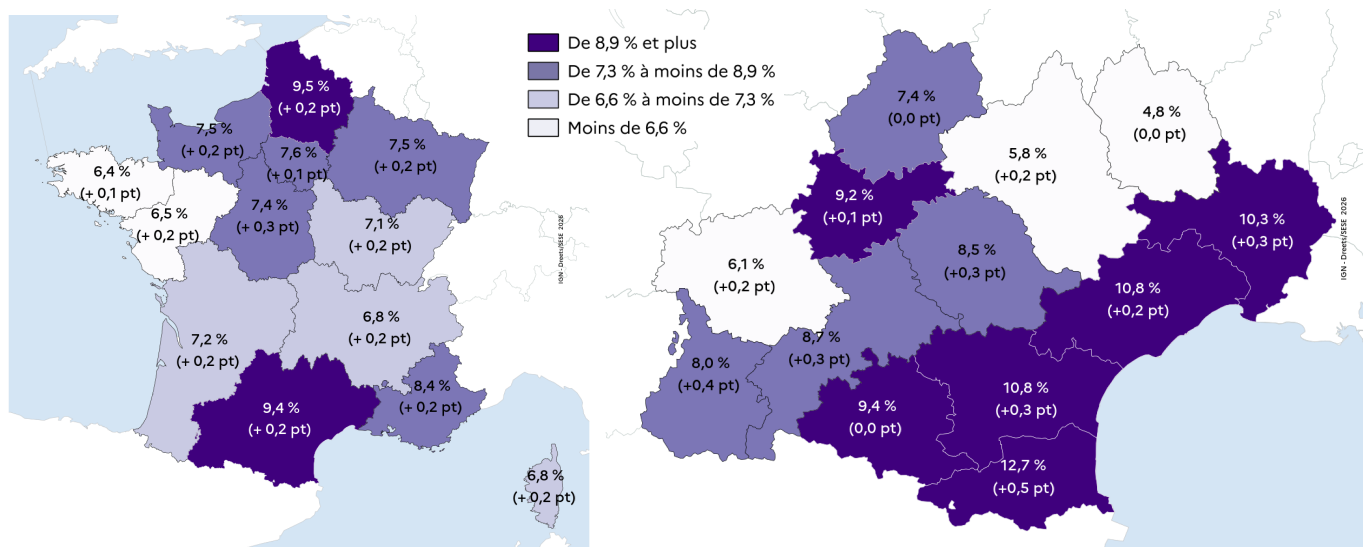 De 8,9 % et plus
De 7,3 % à moins de 8,9 %
De 6,6 % à moins de 7,3 %
Moins de 6,6 %
9,5 %
(+ 0,2 pt)
7,5 %
(+ 0,2 pt)
7,6 %
(+ 0,1 pt)
7,5 %
(+ 0,2 pt)
6,4 %
(+ 0,1 pt)
6,5 %
(+ 0,2 pt)
7,4 %
(+ 0,3 pt)
7,1 %
(+ 0,2 pt)
7,2 %
(+ 0,2 pt)
6,8 %
(+ 0,2 pt)
9,4 %
(+ 0,2 pt)
8,4 %
(+ 0,2 pt)
6,8 %
(+ 0,2 pt)
IGN - Dreets/SESE 2026
7,4 %
(0,0 pt)
4,8 %
(0,0 pt)
5,8 %
(+0,2 pt)
9,2 %
(+0,1 pt)
10,3 %
(+0,3 pt)
8,5 %
(+0,3 pt)
6,1 %
(+0,2 pt)
10,8 %
(+0,2 pt)
8,7 %
(+0,3 pt)
8,0 %
(+0,4 pt)
10,8 %
(+0,3 pt)
9,4 %
(0,0 pt)
12,7 %
(+0,5 pt)
IGN - Dreets/SESE 2026